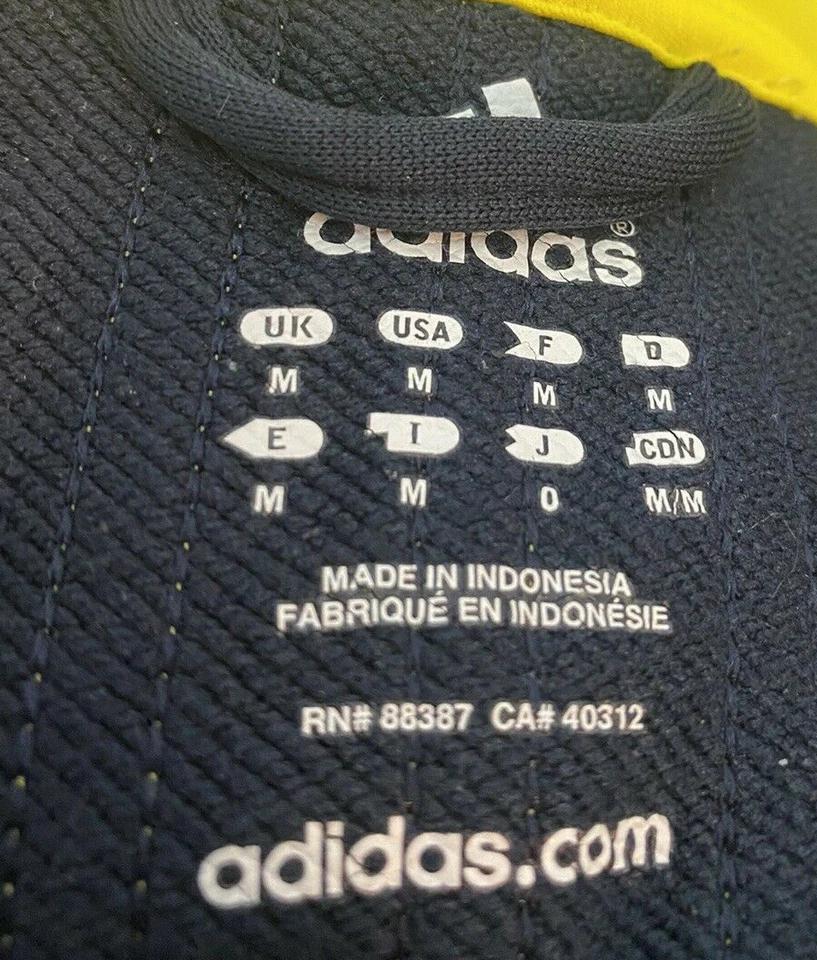 adidas®
UK USA F D
M M M M
E I J CDN
M M O M/M
MADE IN INDONESIA
FABRIQUÉ EN INDONÉSIE
RN# 88387 CA# 40312
adidas.com